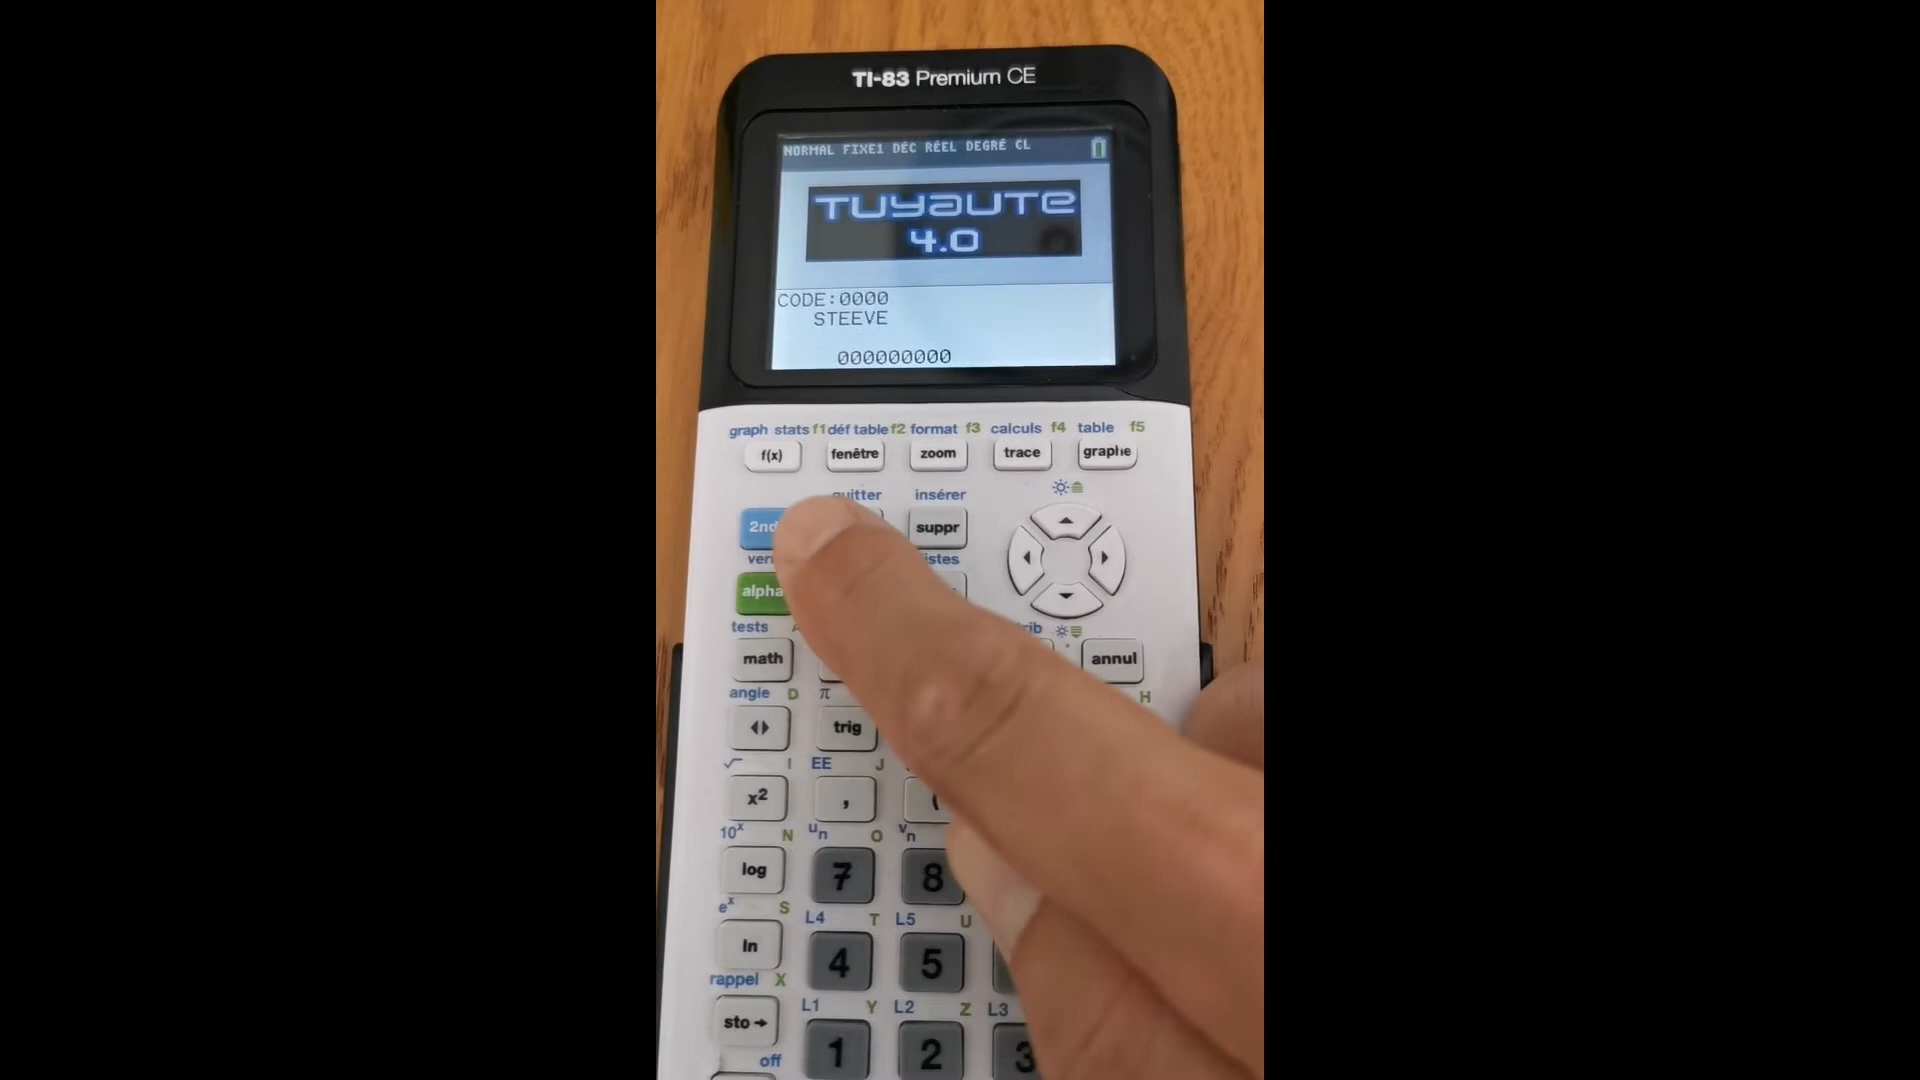 TI-83 Premium CE
NORMAL FIXE1 DÉC RÉEL DEGRÉ CL
TUYAUTE
4.0
CODE:0000
STEEVE
000000000
graph stats f1 déf table f2 format f3 calculs f4 table f5
f(x) fenêtre zoom trace graphe
quitter insérer
2nde suppr
alpha
tests
math annul
angle D π H
trig
√ I EE J
x² ,  (
10ˣ N uₙ O vₙ
log 7 8
eˣ S L4 T L5 U
ln 4 5
rappel X L1 Y L2 Z L3
sto→ 1 2 3
off